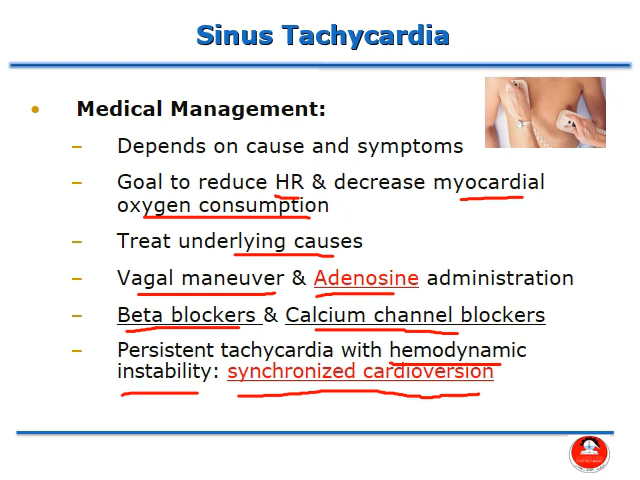 Sinus Tachycardia
• Medical Management:
– Depends on cause and symptoms
– Goal to reduce HR & decrease myocardial
oxygen consumption
– Treat underlying causes
– Vagal maneuver & Adenosine administration
– Beta blockers & Calcium channel blockers
– Persistent tachycardia with hemodynamic
instability: synchronized cardioversion